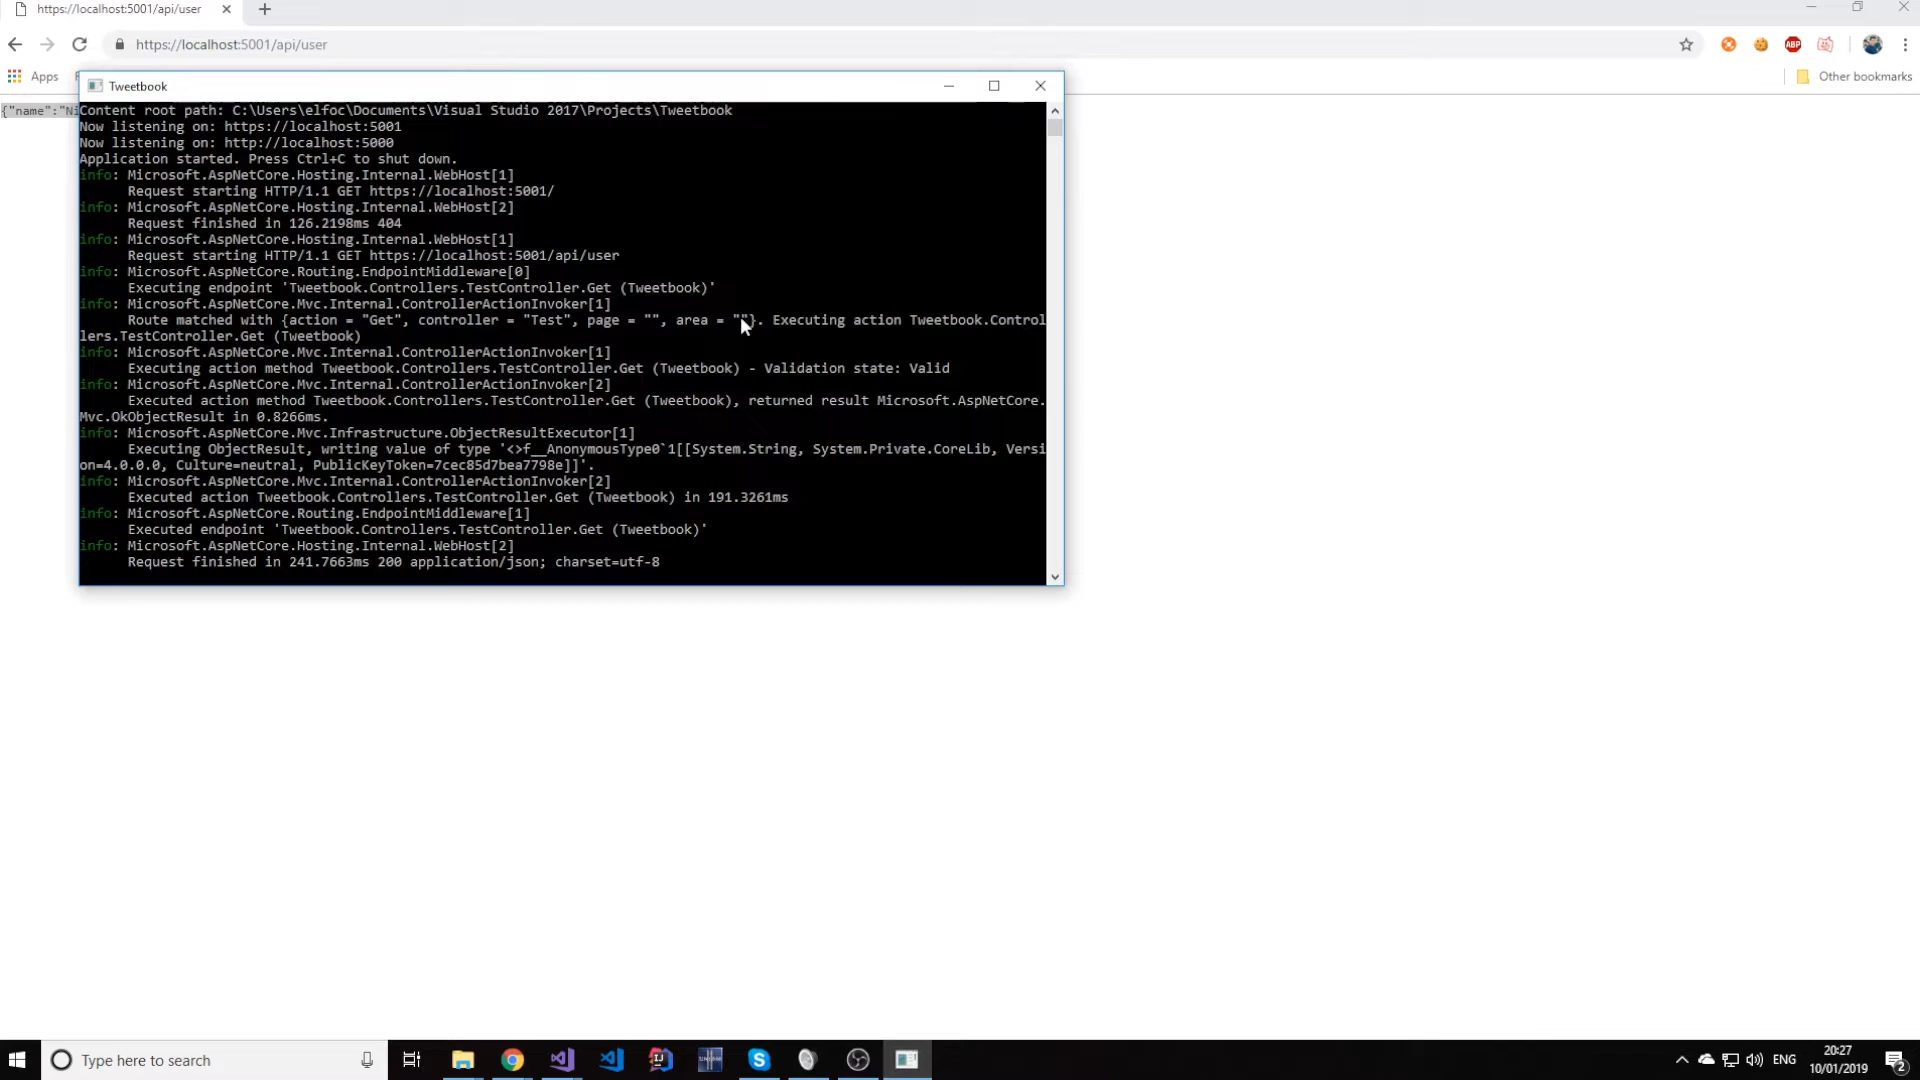 https://localhost:5001/api/user
https://localhost:5001/api/user
Apps
Other bookmarks
{"name":"Ni
Tweetbook
Content root path: C:\Users\elfoc\Documents\Visual Studio 2017\Projects\Tweetbook
Now listening on: https://localhost:5001
Now listening on: http://localhost:5000
Application started. Press Ctrl+C to shut down.
info: Microsoft.AspNetCore.Hosting.Internal.WebHost[1]
Request starting HTTP/1.1 GET https://localhost:5001/
info: Microsoft.AspNetCore.Hosting.Internal.WebHost[2]
Request finished in 126.2198ms 404
info: Microsoft.AspNetCore.Hosting.Internal.WebHost[1]
Request starting HTTP/1.1 GET https://localhost:5001/api/user
info: Microsoft.AspNetCore.Routing.EndpointMiddleware[0]
Executing endpoint 'Tweetbook.Controllers.TestController.Get (Tweetbook)'
info: Microsoft.AspNetCore.Mvc.Internal.ControllerActionInvoker[1]
Route matched with {action = "Get", controller = "Test", page = "", area = ""}. Executing action Tweetbook.Control
lers.TestController.Get (Tweetbook)
info: Microsoft.AspNetCore.Mvc.Internal.ControllerActionInvoker[1]
Executing action method Tweetbook.Controllers.TestController.Get (Tweetbook) - Validation state: Valid
info: Microsoft.AspNetCore.Mvc.Internal.ControllerActionInvoker[2]
Executed action method Tweetbook.Controllers.TestController.Get (Tweetbook), returned result Microsoft.AspNetCore.
Mvc.OkObjectResult in 0.8266ms.
info: Microsoft.AspNetCore.Mvc.Infrastructure.ObjectResultExecutor[1]
Executing ObjectResult, writing value of type '<>f__AnonymousType0`1[[System.String, System.Private.CoreLib, Versi
on=4.0.0.0, Culture=neutral, PublicKeyToken=7cec85d7bea7798e]]'.
info: Microsoft.AspNetCore.Mvc.Internal.ControllerActionInvoker[2]
Executed action Tweetbook.Controllers.TestController.Get (Tweetbook) in 191.3261ms
info: Microsoft.AspNetCore.Routing.EndpointMiddleware[1]
Executed endpoint 'Tweetbook.Controllers.TestController.Get (Tweetbook)'
info: Microsoft.AspNetCore.Hosting.Internal.WebHost[2]
Request finished in 241.7663ms 200 application/json; charset=utf-8
Type here to search
ENG
20:27
10/01/2019
2
ABP
IJ